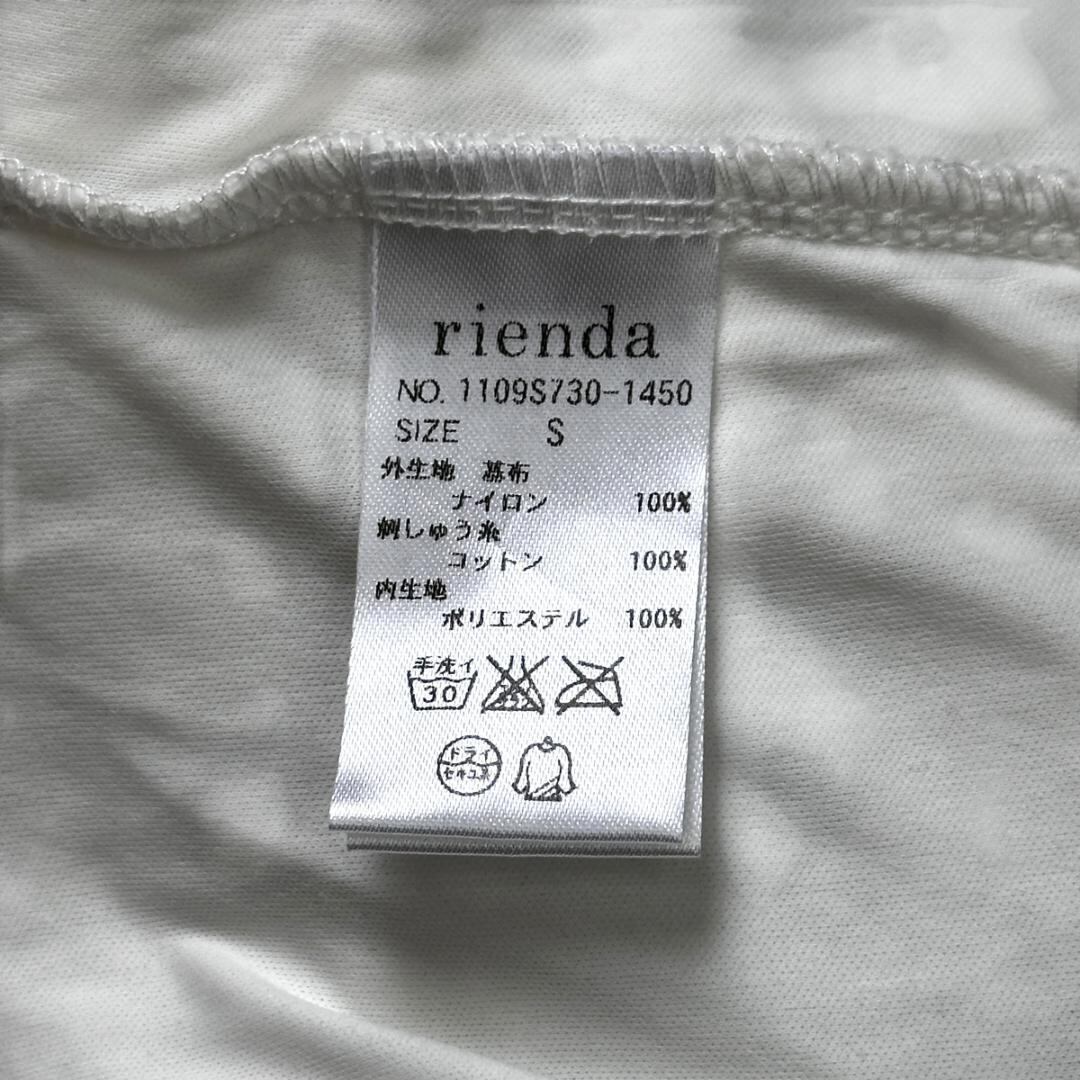 rienda
NO. 1109S730-1450
SIZE S
外生地 基布
ナイロン 100%
刺しゅう糸
コットン 100%
内生地
ポリエステル 100%
手洗イ
30
ドライ
セキユ系